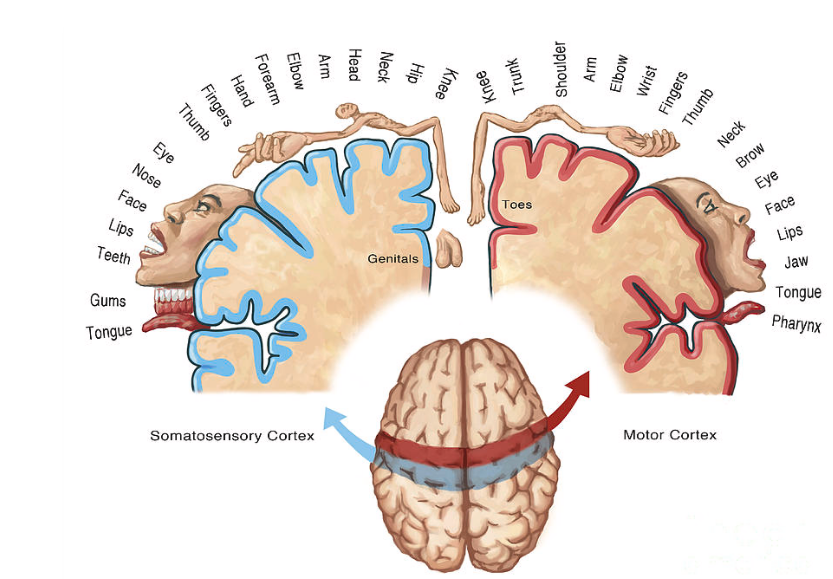 Tongue
Gums
Teeth
Lips
Face
Nose
Eye
Thumb
Fingers
Hand
Forearm
Elbow
Arm
Head
Neck
Hip
Knee
Knee
Trunk
Shoulder
Arm
Elbow
Wrist
Fingers
Thumb
Neck
Brow
Eye
Face
Lips
Jaw
Tongue
Pharynx
Toes
Genitals
Somatosensory Cortex
Motor Cortex